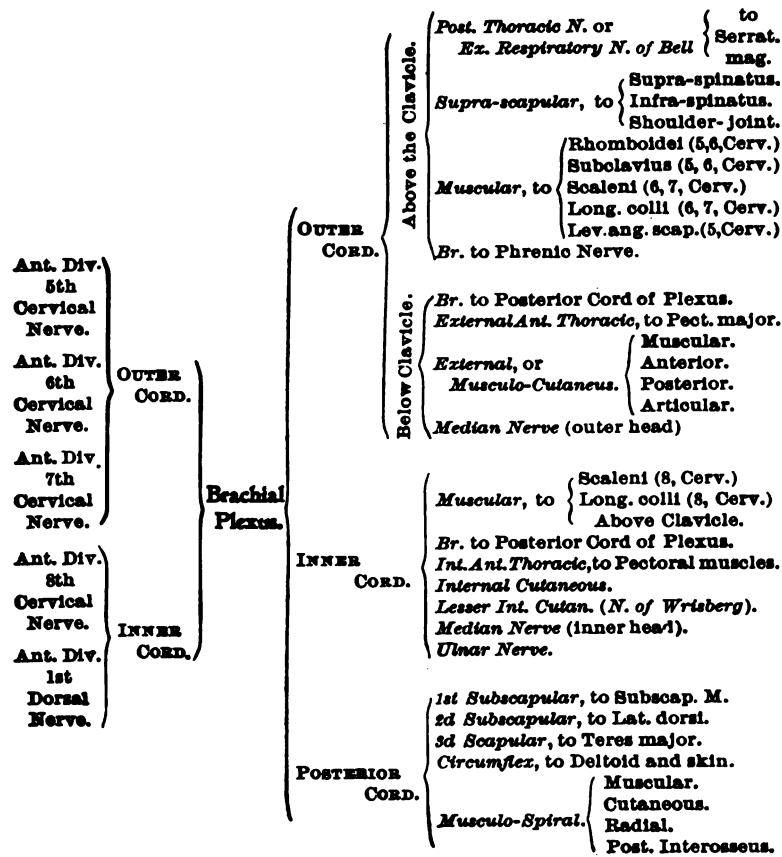 Ant. Div.
5th
Cervical
Nerve.
Ant. Div.
6th
Cervical
Nerve.
Ant. Div.
7th
Cervical
Nerve.
Ant. Div.
8th
Cervical
Nerve.
Ant. Div.
1st
Dorsal
Nerve.
OUTER
CORD.
INNER
CORD.
Brachial
Plexus.
OUTER
CORD.
Above the Clavicle.
Post. Thoracic N. or
Ex. Respiratory N. of Bell
to
Serrat.
mag.
Supra-scapular, to
Supra-spinatus.
Infra-spinatus.
Shoulder-joint.
Muscular, to
Rhomboidei (5,6,Cerv.)
Subclavius (5, 6, Cerv.)
Scaleni (6, 7, Cerv.)
Long. colli (6, 7, Cerv.)
Lev.ang. scap.(5,Cerv.)
Br. to Phrenic Nerve.
Below Clavicle.
Br. to Posterior Cord of Plexus.
External Ant. Thoracic, to Pect. major.
External, or
Musculo-Cutaneus.
Muscular.
Anterior.
Posterior.
Articular.
Median Nerve (outer head)
INNER
CORD.
Muscular, to
Scaleni (8, Cerv.)
Long. colli (8, Cerv.)
Above Clavicle.
Br. to Posterior Cord of Plexus.
Int. Ant. Thoracic, to Pectoral muscles.
Internal Cutaneous.
Lesser Int. Cutan. (N. of Wrisberg).
Median Nerve (inner head).
Ulnar Nerve.
POSTERIOR
CORD.
1st Subscapular, to Subscap. M.
2d Subscapular, to Lat. dorsi.
3d Scapular, to Teres major.
Circumflex, to Deltoid and skin.
Musculo-Spiral.
Muscular.
Cutaneous.
Radial.
Post. Interosseus.